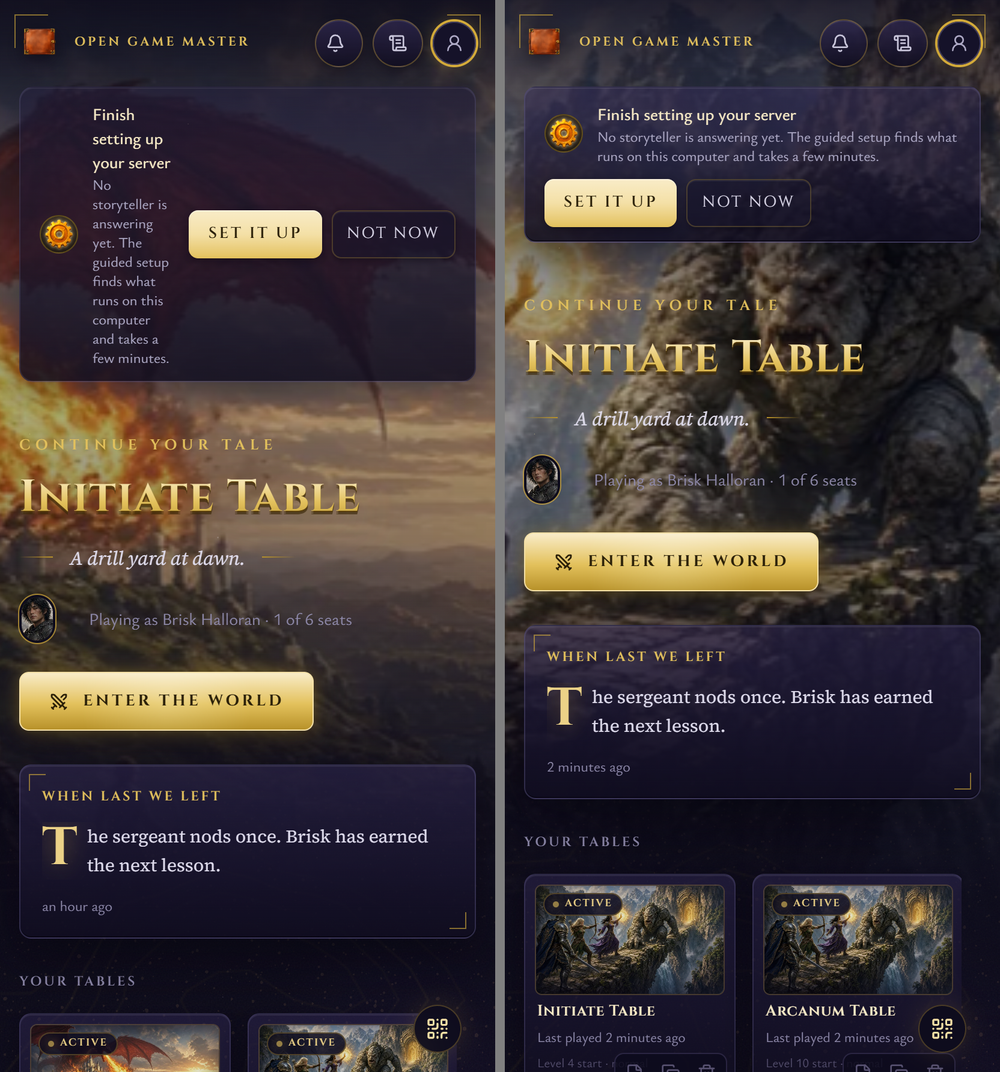 OPEN GAME MASTER
Finish
setting up
your server
No
storyteller is
answering
yet. The
guided setup
finds what
runs on this
computer
and takes a
few minutes.
SET IT UP
NOT NOW
CONTINUE YOUR TALE
INITIATE TABLE
A drill yard at dawn.
Playing as Brisk Halloran · 1 of 6 seats
ENTER THE WORLD
WHEN LAST WE LEFT
The sergeant nods once. Brisk has earned
the next lesson.
an hour ago
YOUR TABLES
ACTIVE
ACTIVE
OPEN GAME MASTER
Finish setting up your server
No storyteller is answering yet. The guided setup finds what
runs on this computer and takes a few minutes.
SET IT UP
NOT NOW
CONTINUE YOUR TALE
INITIATE TABLE
A drill yard at dawn.
Playing as Brisk Halloran · 1 of 6 seats
ENTER THE WORLD
WHEN LAST WE LEFT
The sergeant nods once. Brisk has earned
the next lesson.
2 minutes ago
YOUR TABLES
ACTIVE
INITIATE TABLE
Last played 2 minutes ago
Level 4 start ·
ACTIVE
ARCANUM TABLE
Last played 2 minutes ago
Level 10 start ·